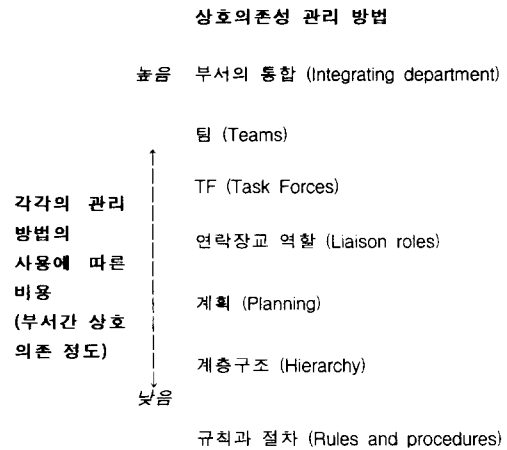 상호의존성 관리 방법
높음 부서의 통합 (Integrating department)
팀 (Teams)
TF (Task Forces)
각각의 관리
방법의
사용에 따른
비용
(부서간 상호
의존 정도)
연락장교 역할 (Liaison roles)
계획 (Planning)
계층구조 (Hierarchy)
낮음
규칙과 절차 (Rules and procedures)